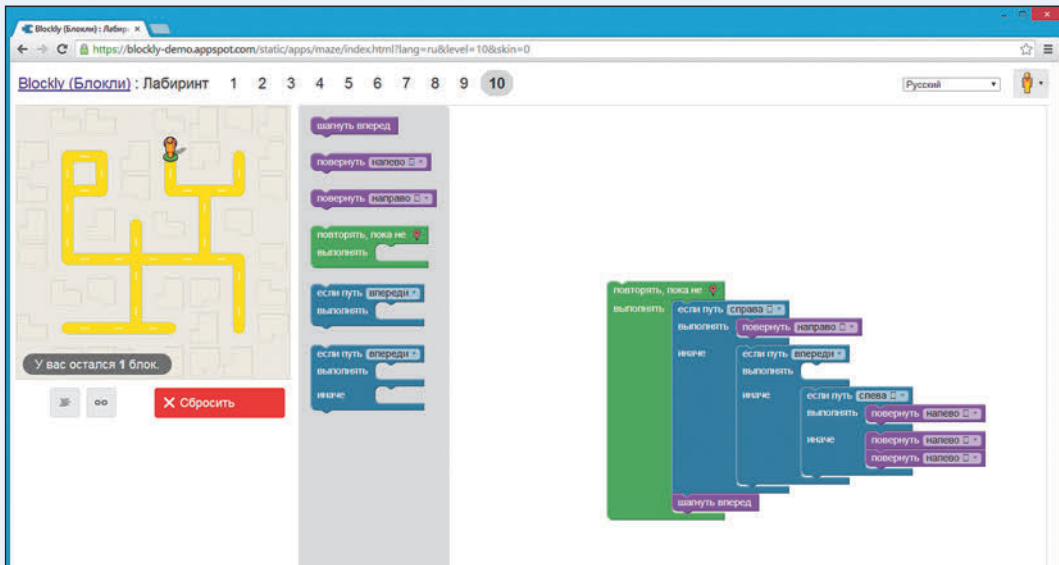 Blockly (Блокли) : Лабир
https://blockly-demo.appspot.com/static/apps/maze/index.html?lang=ru&level=10&skin=0
Blockly (Блокли) : Лабиринт 1 2 3 4 5 6 7 8 9 10
Русский
шагнуть вперед
повернуть налево
повернуть направо
повторять, пока не
выполнять
если путь впереди
выполнять
если путь впереди
выполнять
иначе
У вас остался 1 блок.
Сбросить
повторять, пока не
выполнять если путь справа
выполнять повернуть направо
иначе если путь впереди
выполнять
иначе если путь слева
выполнять повернуть налево
иначе повернуть налево
повернуть налево
шагнуть вперед